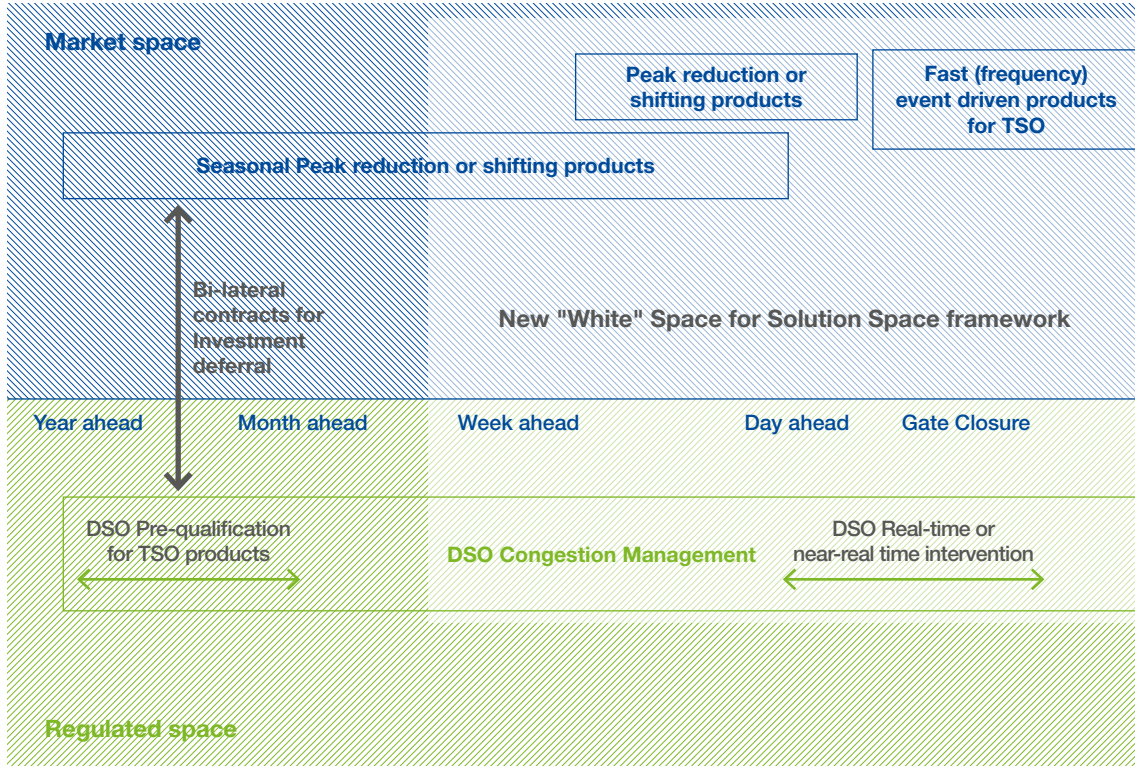 Market space
Peak reduction or
shifting products
Fast (frequency)
event driven products
for TSO
Seasonal Peak reduction or shifting products
Bi-lateral
contracts for
Investment
deferral
New "White" Space for Solution Space framework
Year ahead
Month ahead
Week ahead
Day ahead
Gate Closure
DSO Pre-qualification
for TSO products
DSO Congestion Management
DSO Real-time or
near-real time intervention
Regulated space